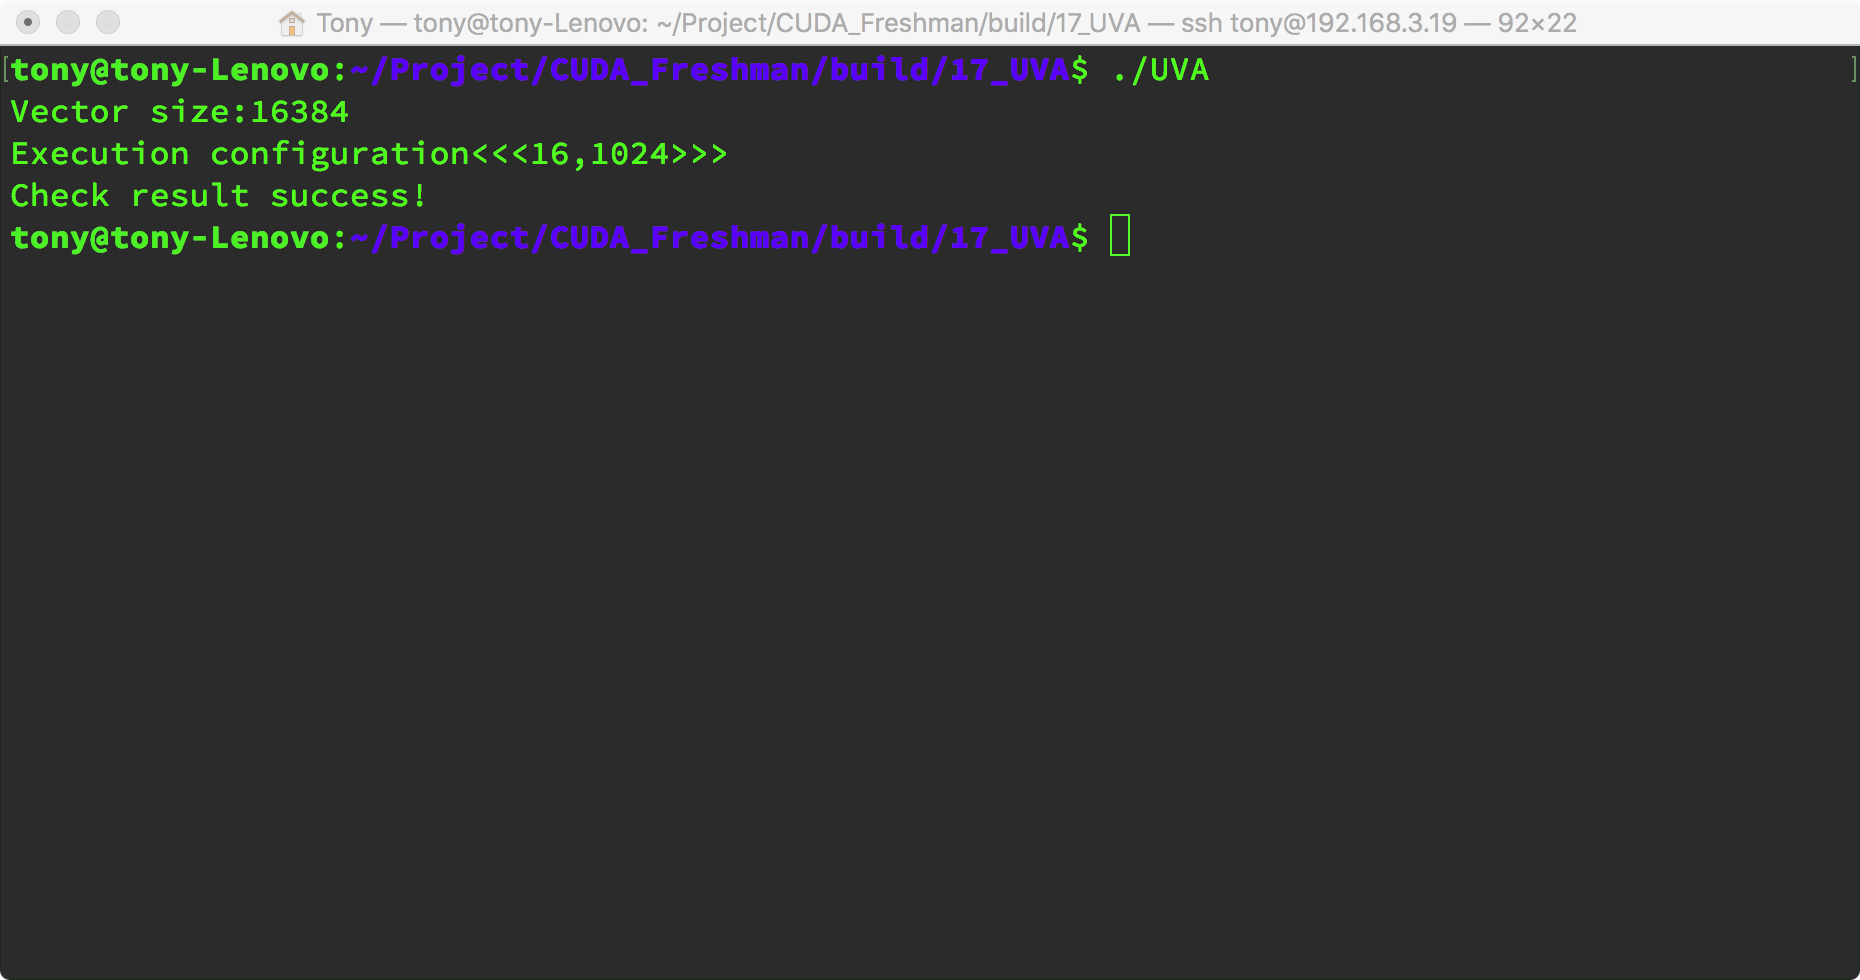 Tony — tony@tony-Lenovo: ~/Project/CUDA_Freshman/build/17_UVA — ssh tony@192.168.3.19 — 92×22
[tony@tony-Lenovo:~/Project/CUDA_Freshman/build/17_UVA$ ./UVA ]
Vector size:16384
Execution configuration<<<16,1024>>>
Check result success!
tony@tony-Lenovo:~/Project/CUDA_Freshman/build/17_UVA$